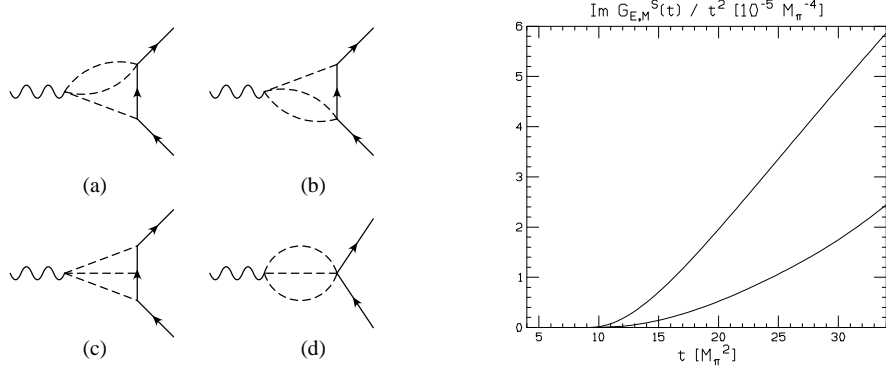 (a)
(b)
(c)
(d)
Im G_{E,M}^S(t) / t^2 [10^{-5} M_π^{-4}]
6
5
4
3
2
1
0
5 10 15 20 25 30
t [M_π^2]